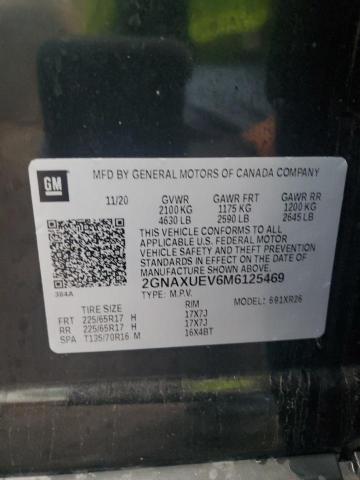 GM
MFD BY GENERAL MOTORS OF CANADA COMPANY
11/20 GVWR GAWR FRT GAWR RR
2100 KG 1175 KG 1200 KG
4630 LB 2590 LB 2645 LB
THIS VEHICLE CONFORMS TO ALL
APPLICABLE U.S. FEDERAL MOTOR
VEHICLE SAFETY AND THEFT
PREVENTION STANDARDS IN EFFECT
ON THE DATE OF MANUFACTURE
SHOWN ABOVE.
2GNAXUEV6M6125469
384A
TYPE: M.P.V. MODEL: 691XR26
TIRE SIZE RIM
FRT 225/65R17 H 17X7J
RR 225/65R17 H 17X7J
SPA T135/70R16 M 16X4BT